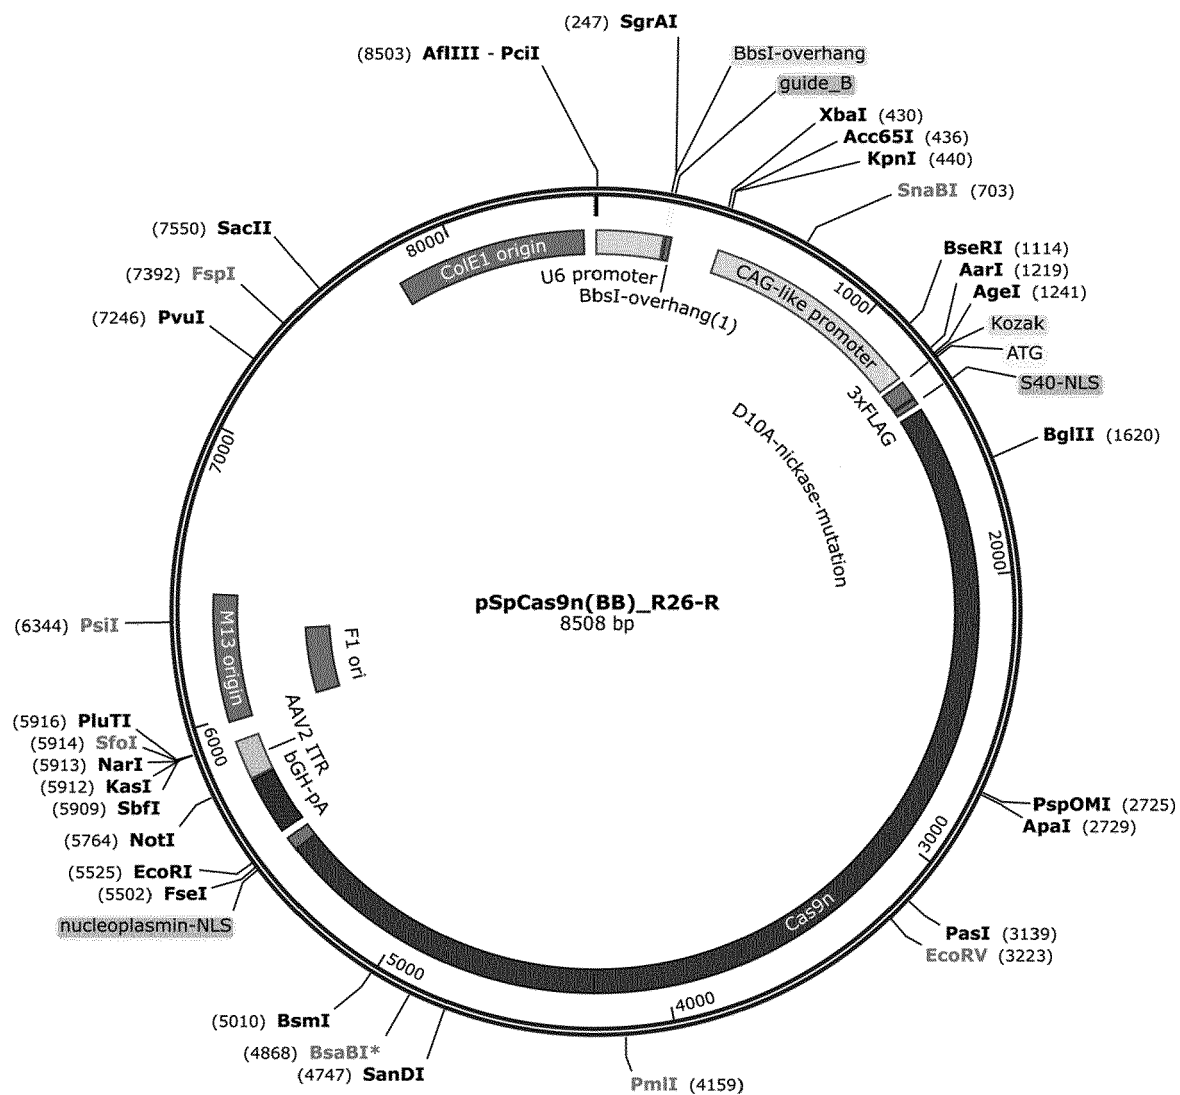 (247) SgrAI
(8503) AflIII - PciI
BbsI-overhang
guide_B
XbaI (430)
Acc65I (436)
KpnI (440)
SnaBI (703)
BseRI (1114)
AarI (1219)
AgeI (1241)
Kozak
ATG
S40-NLS
BglII (1620)
PspOMI (2725)
ApaI (2729)
PasI (3139)
EcoRV (3223)
PmlI (4159)
(4747) SanDI
(4868) BsaBI*
(5010) BsmI
nucleoplasmin-NLS
(5502) FseI
(5525) EcoRI
(5764) NotI
(5909) SbfI
(5912) KasI
(5913) NarI
(5914) SfoI
(5916) PluTI
(6344) PsiI
(7246) PvuI
(7392) FspI
(7550) SacII
1000
2000
3000
4000
5000
6000
7000
8000
ColE1 origin
U6 promoter
BbsI-overhang(1)
CAG-like promoter
3xFLAG
D10A-nickase-mutation
Cas9n
bGH-pA
AAV2 ITR
F1 ori
M13 origin
pSpCas9n(BB)_R26-R
8508 bp